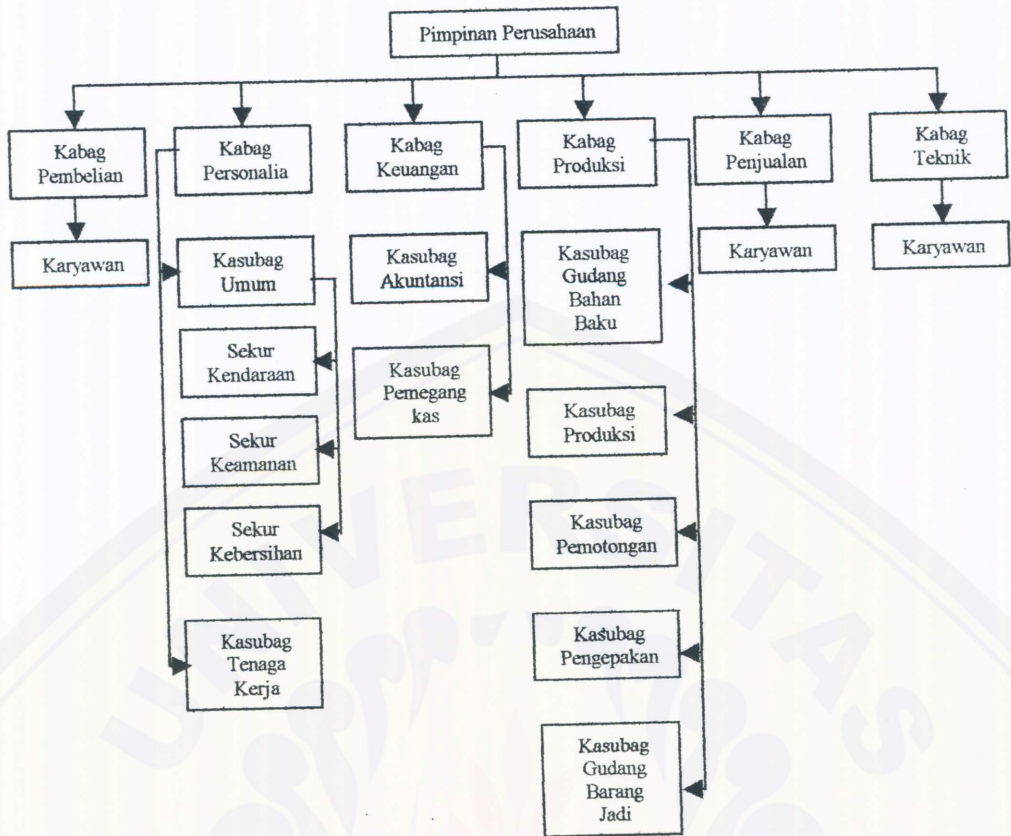 Pimpinan Perusahaan
Kabag
Pembelian
Kabag
Personalia
Kabag
Keuangan
Kabag
Produksi
Kabag
Penjualan
Kabag
Teknik
Karyawan
Kasubag
Umum
Kasubag
Akuntansi
Kasubag
Gudang
Bahan
Baku
Karyawan
Karyawan
Sekur
Kendaraan
Kasubag
Pemegang
kas
Kasubag
Produksi
Sekur
Keamanan
Sekur
Kebersihan
Kasubag
Pemotongan
Kasubag
Tenaga
Kerja
Kasubag
Pengepakan
Kasubag
Gudang
Barang
Jadi
UNIVERSITAS